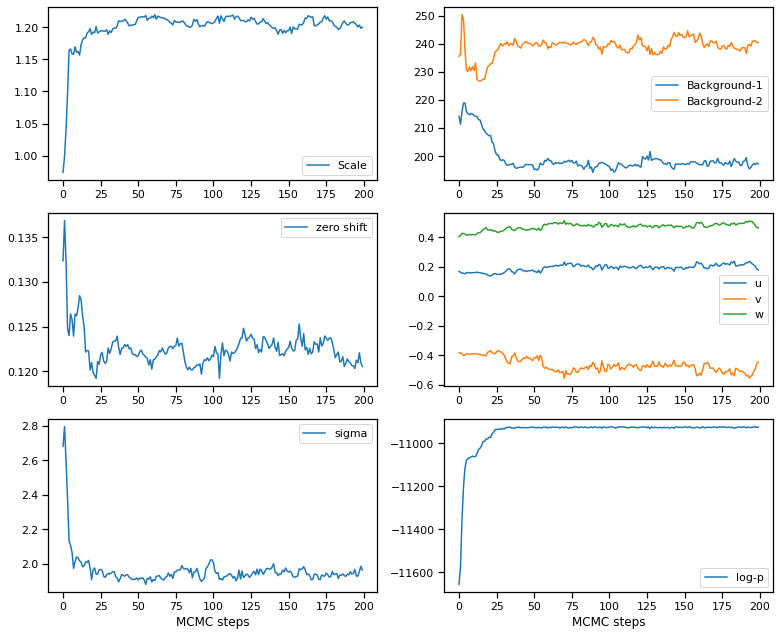 1.20
1.15
1.10
1.05
1.00
0 25 50 75 100 125 150 175 200
Scale
250
240
230
220
210
200
0 25 50 75 100 125 150 175 200
Background-1
Background-2
0.135
0.130
0.125
0.120
0 25 50 75 100 125 150 175 200
zero shift
0.4
0.2
0.0
−0.2
−0.4
−0.6
0 25 50 75 100 125 150 175 200
u
v
w
2.8
2.6
2.4
2.2
2.0
0 25 50 75 100 125 150 175 200
MCMC steps
sigma
−11000
−11200
−11400
−11600
0 25 50 75 100 125 150 175 200
MCMC steps
log-p